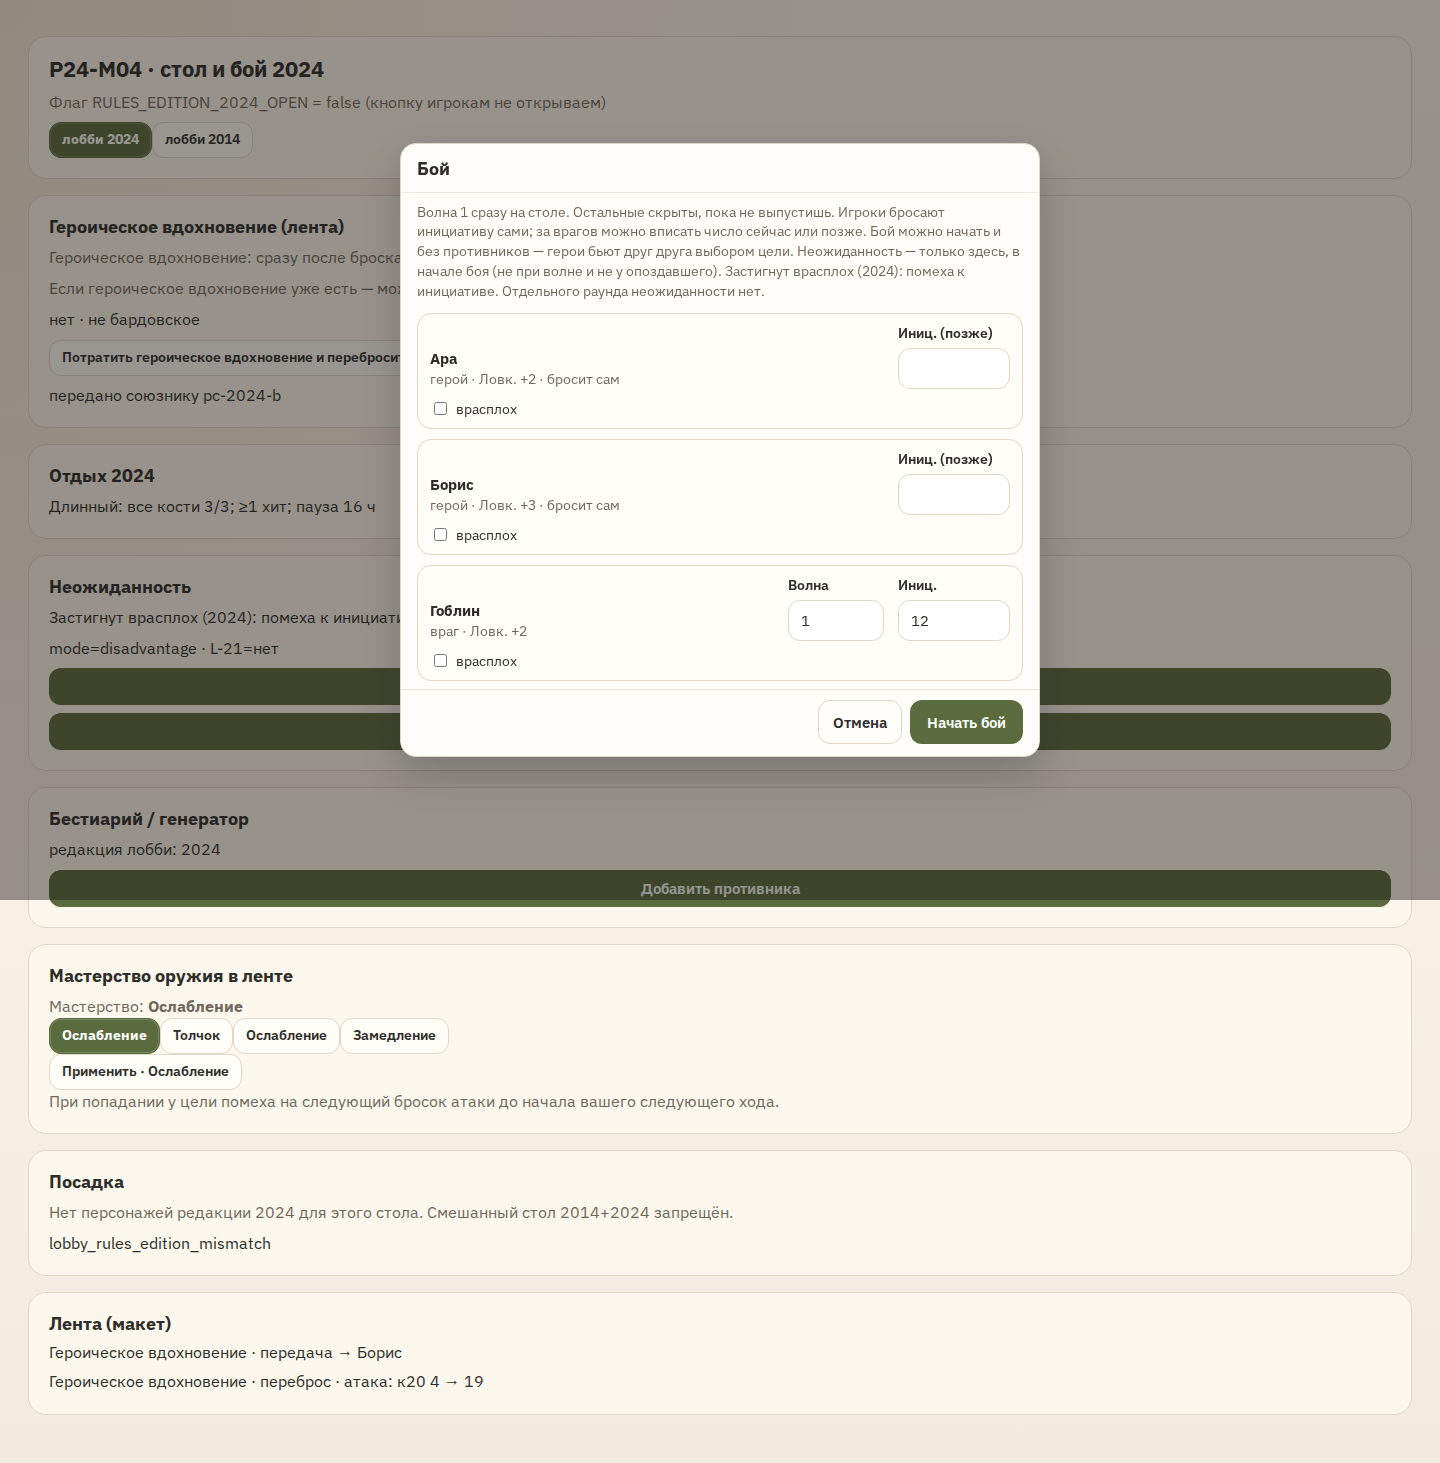 P24-M04 · стол и бой 2024
Флаг RULES_EDITION_2024_OPEN = false (кнопку игрокам не открываем)
лобби 2024
лобби 2014
Героическое вдохновение (лента)
Героическое вдохновение: сразу после броска
Если героическое вдохновение уже есть —
нет · не бардовское
Потратить героическое вдохновение и
передано союзнику pc-2024-b
Отдых 2024
Длинный: все кости 3/3; ≥1 хит; пауза 16 ч
Неожиданность
Застигнут врасплох (2024): помеха к
mode=disadvantage · L-21=нет
Бой
Волна 1 сразу на столе. Остальные скрыты, пока не выпустишь. Игроки бросают
инициативу сами; за врагов можно вписать число сейчас или позже. Бой можно начать и
без противников — герои бьют друг друга выбором цели. Неожиданность — только здесь, в
начале боя (не при волне и не у опоздавшего). Застигнут врасплох (2024): помеха к
инициативе. Отдельного раунда неожиданности нет.
Иниц. (позже)
Ара
герой · Ловк. +2 · бросит сам
врасплох
Иниц. (позже)
Борис
герой · Ловк. +3 · бросит сам
врасплох
Волна
Иниц.
Гоблин
1
12
враг · Ловк. +2
врасплох
Отмена
Начать бой
Бестиарий / генератор
редакция лобби: 2024
Добавить противника
Мастерство оружия в ленте
Мастерство: Ослабление
Ослабление
Толчок
Ослабление
Замедление
Применить · Ослабление
При попадании у цели помеха на следующий бросок атаки до начала вашего следующего хода.
Посадка
Нет персонажей редакции 2024 для этого стола. Смешанный стол 2014+2024 запрещён.
lobby_rules_edition_mismatch
Лента (макет)
Героическое вдохновение · передача → Борис
Героическое вдохновение · переброс · атака: к20 4 → 19